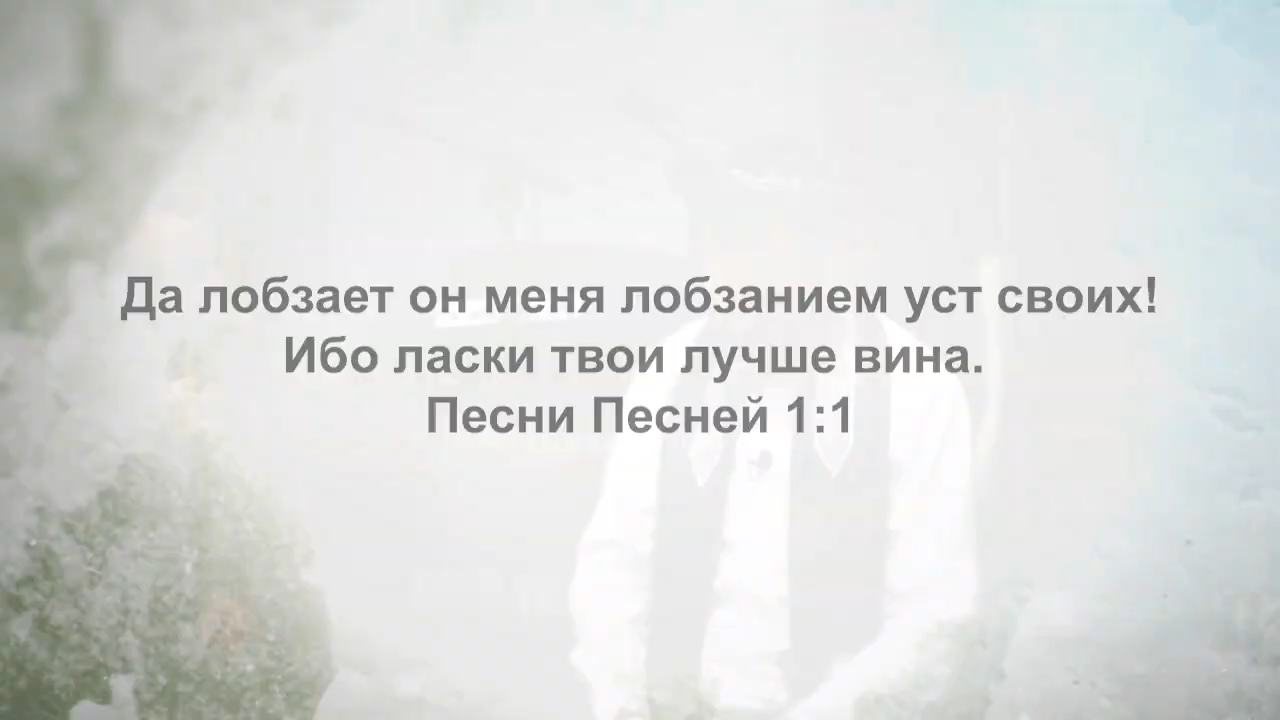 Да лобзает он меня лобзанием уст своих!
Ибо ласки твои лучше вина.
Песни Песней 1:1